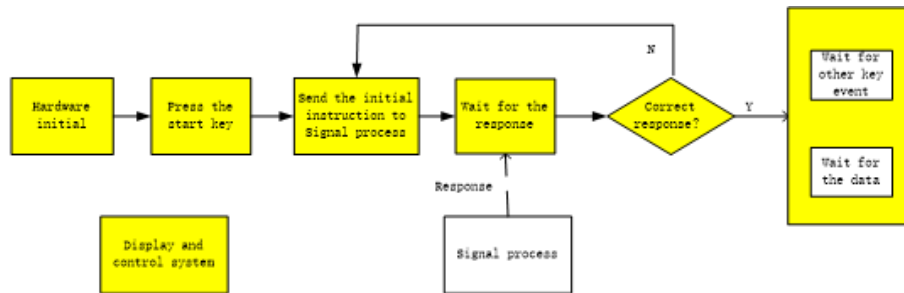 N
Hardware
initial
Press the
start key
Send the initial
instruction to
Signal process
Wait for the
response
Correct
response?
Y
Wait for
other key
event
Wait for
the data
Response
Display and
control system
Signal process